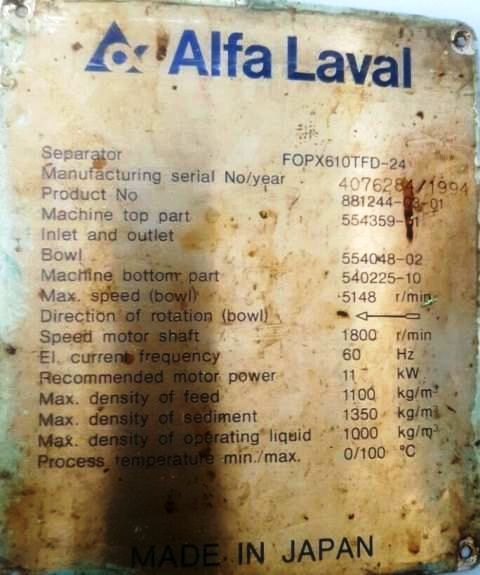 Alfa Laval
Separator FOPX610TFD-24
Manufacturing serial No/year 4076284/1994
Product No 881244-03-01
Machine top part 554359-01
Inlet and outlet
Bowl 554048-02
Machine bottom part 540225-10
Max. speed (bowl) 5148 r/min
Direction of rotation (bowl)
Speed motor shaft 1800 r/min
El. current frequency 60 Hz
Recommended motor power 11 kW
Max. density of feed 1100 kg/m³
Max. density of sediment 1350 kg/m³
Max. density of operating liquid 1000 kg/m³
Process temperature min./max. 0/100 °C
MADE IN JAPAN